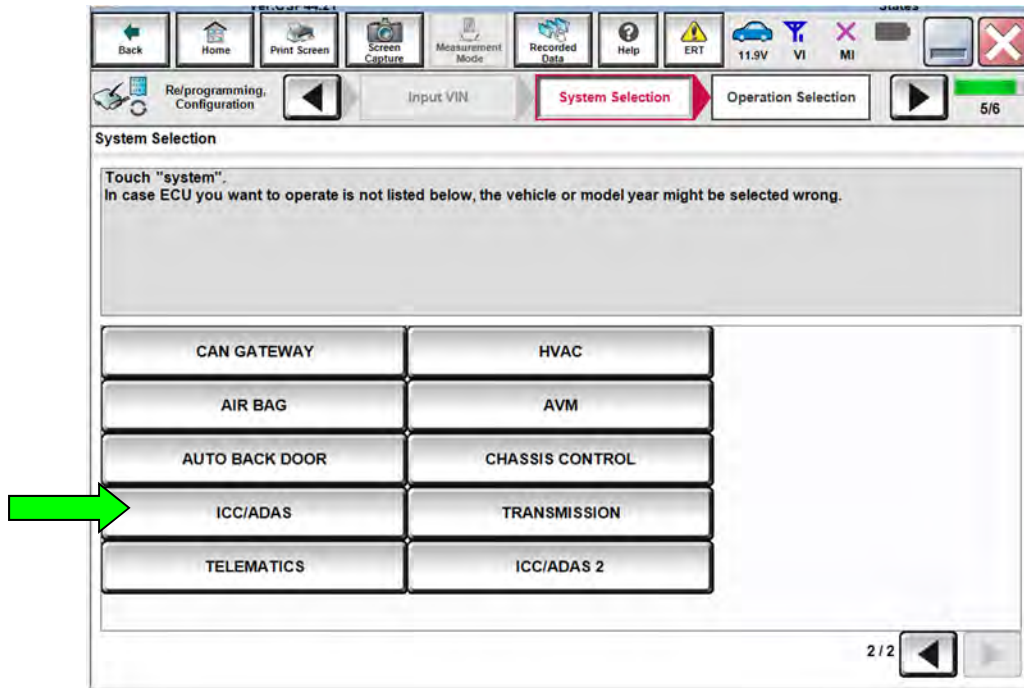 Back
Home
Print Screen
Screen
Capture
Measurement
Mode
Recorded
Data
Help
ERT
11.9V
VI
MI
Re/programming,
Configuration
Input VIN
System Selection
Operation Selection
5/6
System Selection
Touch "system".
In case ECU you want to operate is not listed below, the vehicle or model year might be selected wrong.
CAN GATEWAY
HVAC
AIR BAG
AVM
AUTO BACK DOOR
CHASSIS CONTROL
ICC/ADAS
TRANSMISSION
TELEMATICS
ICC/ADAS 2
2/2